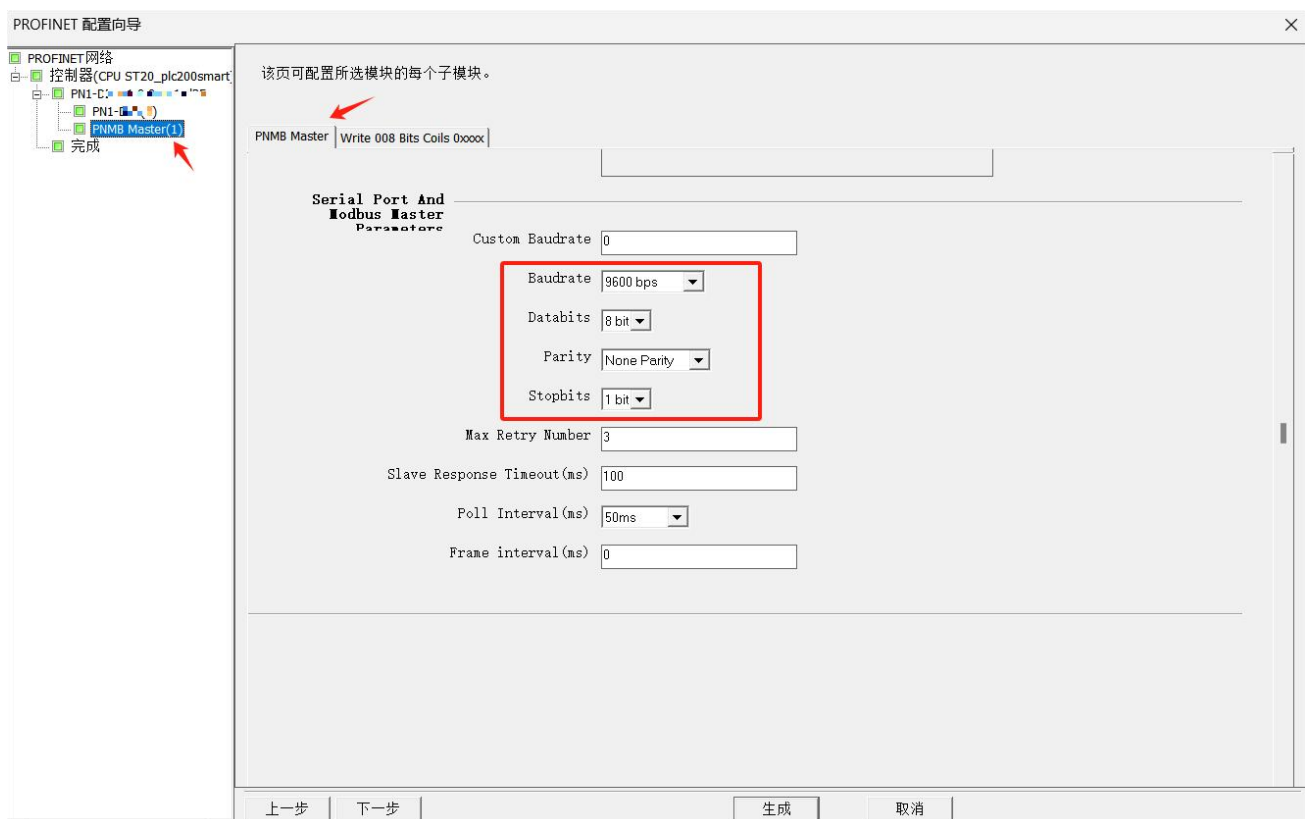 PROFINET 配置向导
PROFINET网络
控制器(CPU ST20_plc200smart
PN1-
PN1-
PNMB Master(1)
完成
该页可配置所选模块的每个子模块。
PNMB Master
Write 008 Bits Coils 0xxxx
Serial Port And
Modbus Master
Parameters
Custom Baudrate 0
Baudrate 9600 bps
Databits 8 bit
Parity None Parity
Stopbits 1 bit
Max Retry Number 3
Slave Response Timeout(ms) 100
Poll Interval(ms) 50ms
Frame interval(ms) 0
上一步 下一步 生成 取消